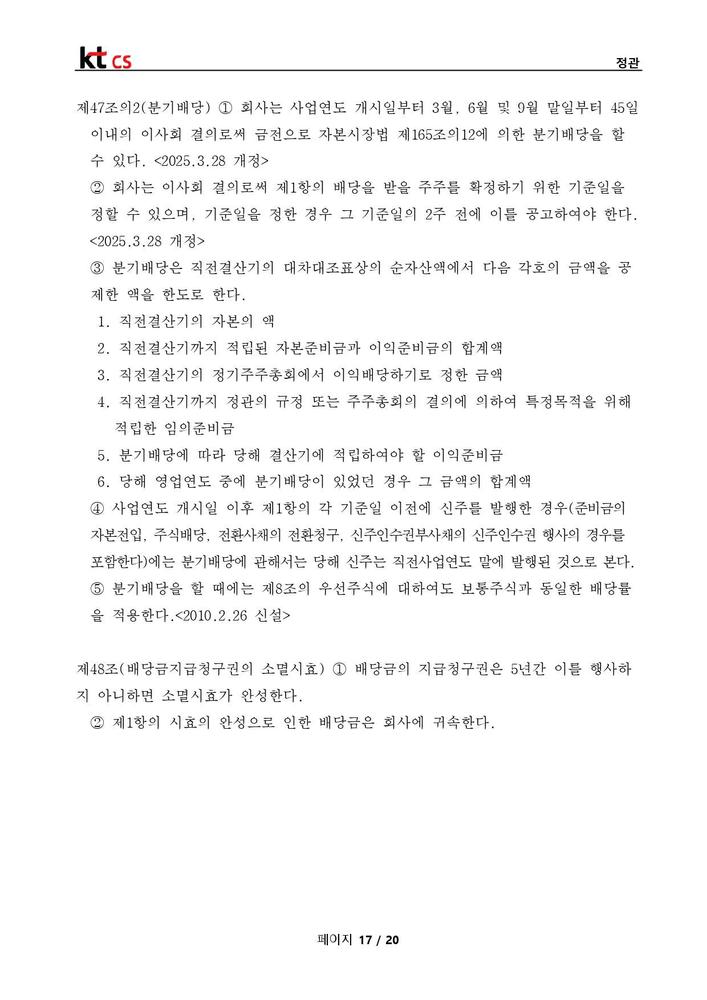 kt cs
정관
제47조의2(분기배당) ① 회사는 사업연도 개시일부터 3월, 6월 및 9월 말일부터 45일
이내의 이사회 결의로써 금전으로 자본시장법 제165조의12에 의한 분기배당을 할
수 있다. <2025.3.28 개정>
② 회사는 이사회 결의로써 제1항의 배당을 받을 주주를 확정하기 위한 기준일을
정할 수 있으며, 기준일을 정한 경우 그 기준일의 2주 전에 이를 공고하여야 한다.
<2025.3.28 개정>
③ 분기배당은 직전결산기의 대차대조표상의 순자산액에서 다음 각호의 금액을 공
제한 액을 한도로 한다.
1. 직전결산기의 자본의 액
2. 직전결산기까지 적립된 자본준비금과 이익준비금의 합계액
3. 직전결산기의 정기주주총회에서 이익배당하기로 정한 금액
4. 직전결산기까지 정관의 규정 또는 주주총회의 결의에 의하여 특정목적을 위해
적립한 임의준비금
5. 분기배당에 따라 당해 결산기에 적립하여야 할 이익준비금
6. 당해 영업연도 중에 분기배당이 있었던 경우 그 금액의 합계액
④ 사업연도 개시일 이후 제1항의 각 기준일 이전에 신주를 발행한 경우(준비금의
자본전입, 주식배당, 전환사채의 전환청구, 신주인수권부사채의 신주인수권 행사의 경우를
포함한다)에는 분기배당에 관해서는 당해 신주는 직전사업연도 말에 발행된 것으로 본다.
⑤ 분기배당을 할 때에는 제8조의 우선주식에 대하여도 보통주식과 동일한 배당률
을 적용한다.<2010.2.26 신설>
제48조(배당금지급청구권의 소멸시효) ① 배당금의 지급청구권은 5년간 이를 행사하
지 아니하면 소멸시효가 완성한다.
② 제1항의 시효의 완성으로 인한 배당금은 회사에 귀속한다.
페이지 17 / 20